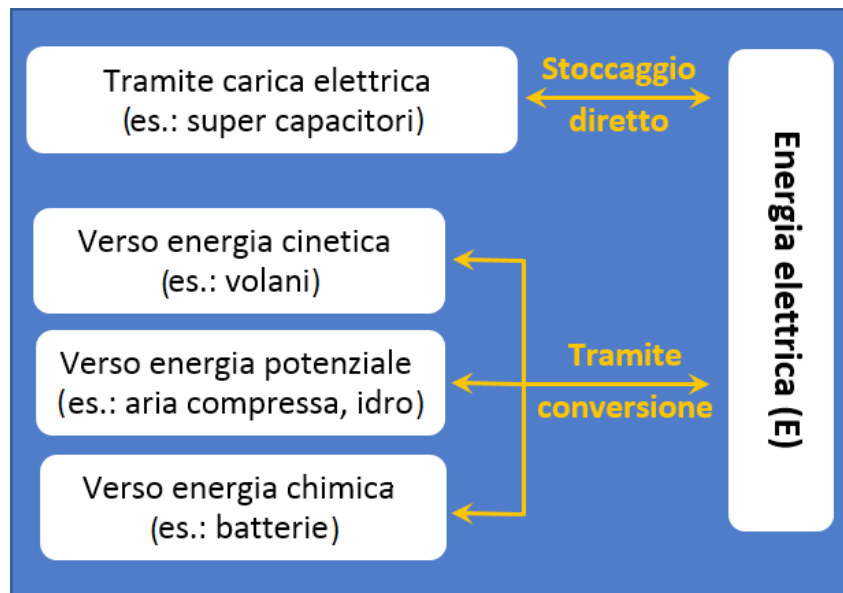 Tramite carica elettrica
(es.: super capacitori)
Stoccaggio
diretto
Verso energia cinetica
(es.: volani)
Verso energia potenziale
(es.: aria compressa, idro)
Verso energia chimica
(es.: batterie)
Tramite
conversione
Energia elettrica (E)